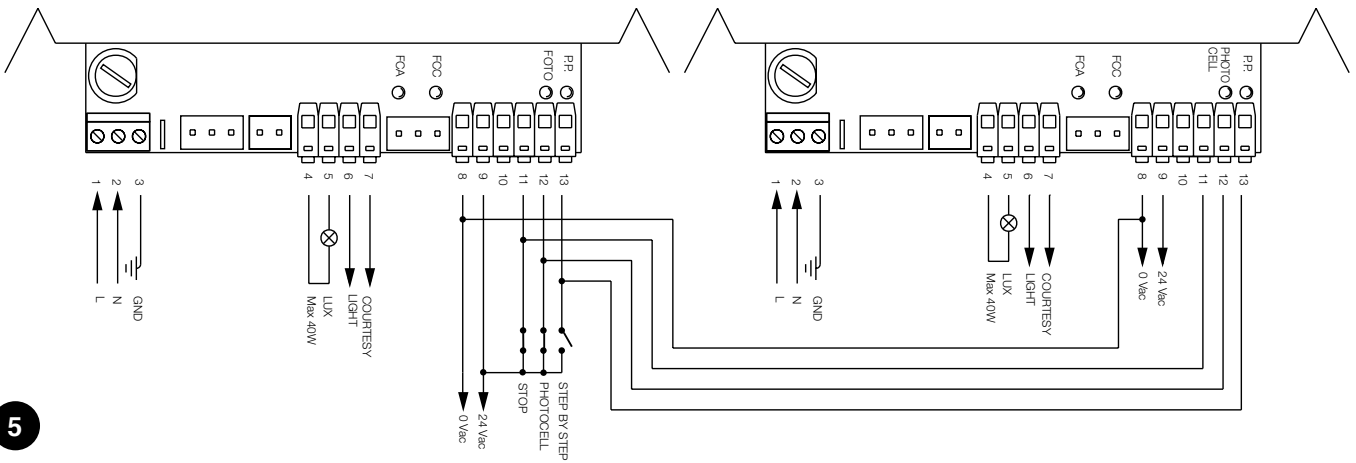 FCA
FCC
FOTO
P.P.
1
2
3
4
5
6
7
8
9
10
11
12
13
L
N
GND
Max 40W
LUX
LIGHT
COURTESY
0 Vac
24 Vac
STOP
PHOTOCELL
STEP BY STEP
FCA
FCC
PHOTO
CELL
P.P.
1
2
3
4
5
6
7
8
9
10
11
12
13
L
N
GND
Max 40W
LUX
LIGHT
COURTESY
0 Vac
24 Vac
5